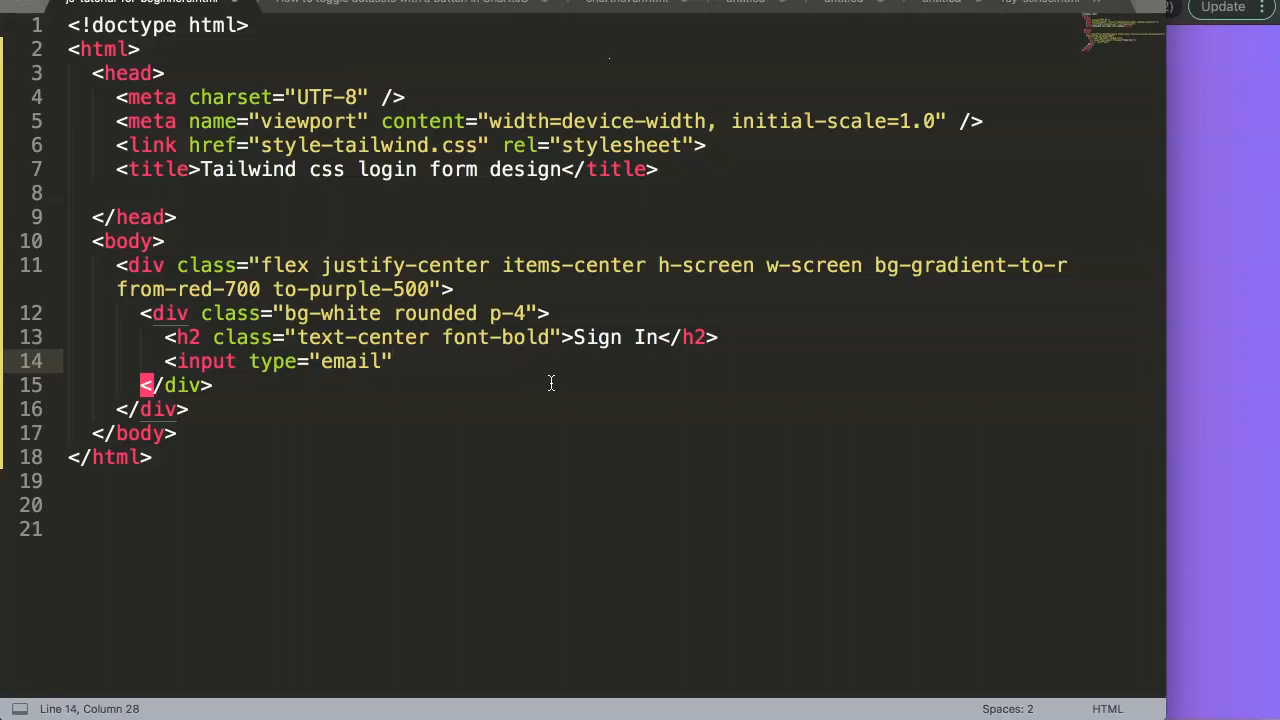 Update
1 <!doctype html>
2 <html>
3 <head>
4 <meta charset="UTF-8" />
5 <meta name="viewport" content="width=device-width, initial-scale=1.0" />
6 <link href="style-tailwind.css" rel="stylesheet">
7 <title>Tailwind css login form design</title>
8
9 </head>
10 <body>
11 <div class="flex justify-center items-center h-screen w-screen bg-gradient-to-r
from-red-700 to-purple-500">
12 <div class="bg-white rounded p-4">
13 <h2 class="text-center font-bold">Sign In</h2>
14 <input type="email"
15 </div>
16 </div>
17 </body>
18 </html>
19
20
21
Line 14, Column 28
Spaces: 2
HTML